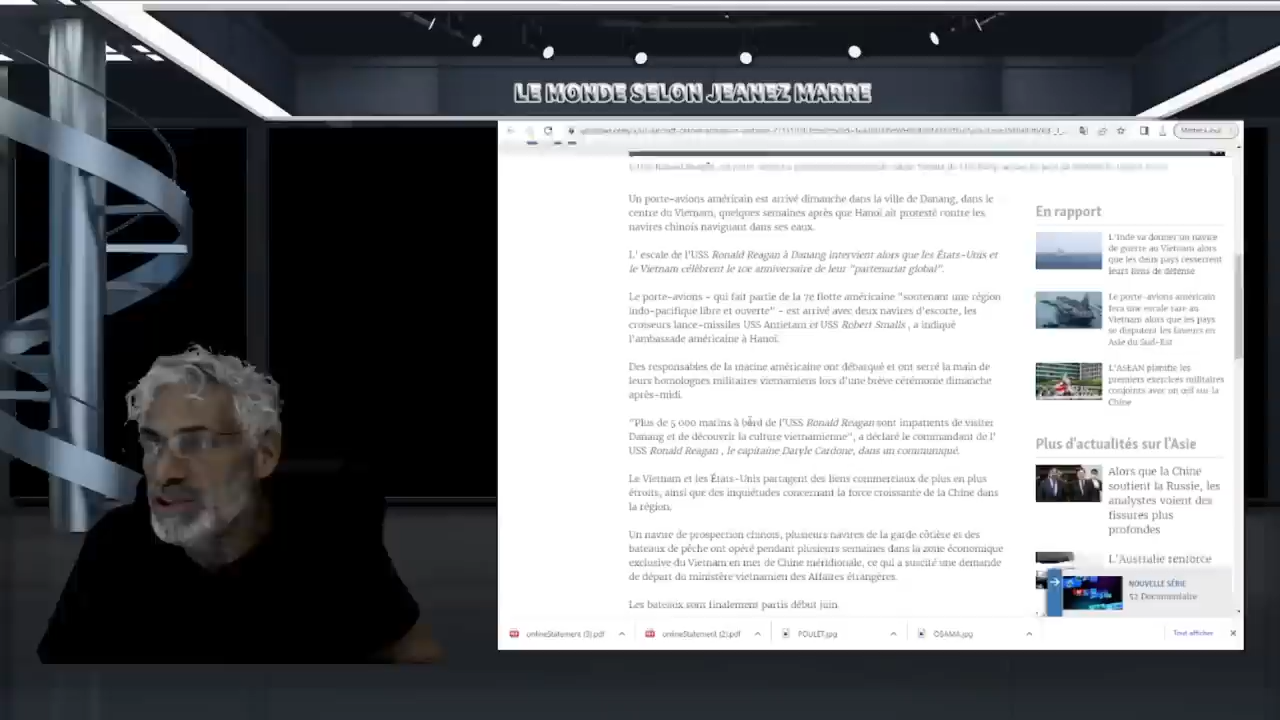 LE MONDE SELON JEANEZ MARRE
Un porte-avions américain est arrivé dimanche dans la ville de Danang, dans le
centre du Vietnam, quelques semaines après que Hanoï ait protesté contre les
navires chinois naviguant dans ses eaux.
L' escale de l'USS Ronald Reagan à Danang intervient alors que les États-Unis et
le Vietnam célèbrent le 10e anniversaire de leur "partenariat global".
Le porte-avions - qui fait partie de la 7e flotte américaine "soutenant une région
indo-pacifique libre et ouverte" - est arrivé avec deux navires d'escorte, les
croiseurs lance-missiles USS Antietam et USS Robert Smalls , a indiqué
l'ambassade américaine à Hanoï.
Des responsables de la marine américaine ont débarqué et ont serré la main de
leurs homologues militaires vietnamiens lors d'une brève cérémonie dimanche
après-midi.
"Plus de 5 000 marins à bord de l'USS Ronald Reagan sont impatients de visiter
Danang et de découvrir la culture vietnamienne", a déclaré le commandant de l'
USS Ronald Reagan , le capitaine Daryle Cardone, dans un communiqué.
Le Vietnam et les États-Unis partagent des liens commerciaux de plus en plus
étroits, ainsi que des inquiétudes concernant la force croissante de la Chine dans
la région.
Un navire de prospection chinois, plusieurs navires de la garde côtière et des
bateaux de pêche ont opéré pendant plusieurs semaines dans la zone économique
exclusive du Vietnam en mer de Chine méridionale, ce qui a suscité une demande
de départ du ministère vietnamien des Affaires étrangères.
Les bateaux sont finalement partis début juin.
En rapport
L'Inde va donner un navire
de guerre au Vietnam alors
que les deux pays resserrent
leurs liens de défense
Le porte-avions américain
fera une escale rare au
Vietnam alors que les pays
se disputent les faveurs en
Asie du Sud-Est
L'ASEAN planifie les
premiers exercices militaires
conjoints avec un œil sur la
Chine
Plus d'actualités sur l'Asie
Alors que la Chine
soutient la Russie, les
analystes voient des
fissures plus
profondes
L'Australie renforce
NOUVELLE SÉRIE
52 Documentaire
onlineStatement (3).pdf
onlineStatement (2).pdf
POULET.jpg
OSAMA.jpg
Tout afficher